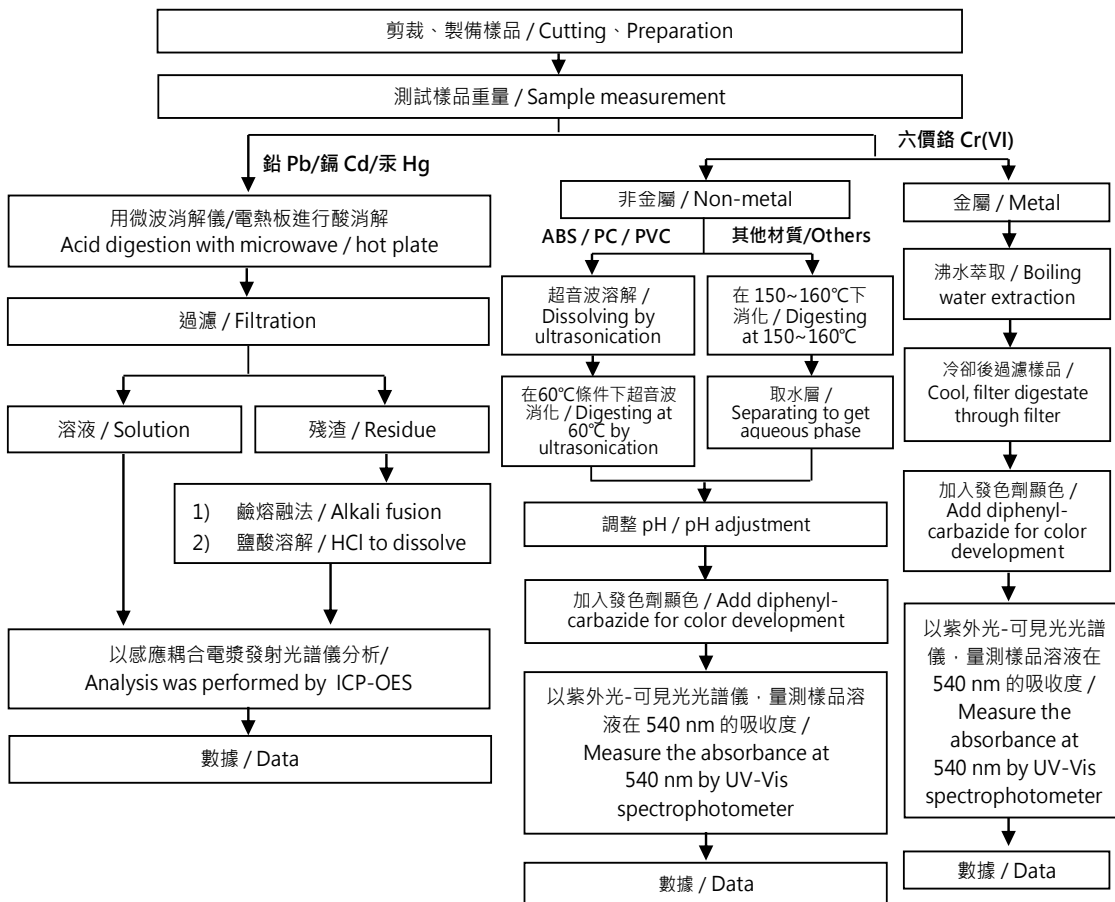 剪裁、製備樣品 / Cutting、Preparation
測試樣品重量 / Sample measurement
鉛 Pb/鎘 Cd/汞 Hg
六價鉻 Cr(VI)
用微波消解儀/電熱板進行酸消解
Acid digestion with microwave / hot plate
過濾 / Filtration
溶液 / Solution
殘渣 / Residue
1) 鹼熔融法 / Alkali fusion
2) 鹽酸溶解 / HCl to dissolve
以感應耦合電漿發射光譜儀分析/
Analysis was performed by ICP-OES
數據 / Data
非金屬 / Non-metal
ABS / PC / PVC
其他材質/Others
超音波溶解 /
Dissolving by
ultrasonication
在60℃條件下超音波
消化 / Digesting at
60℃ by
ultrasonication
在 150~160℃下
消化 / Digesting
at 150~160℃
取水層 /
Separating to get
aqueous phase
調整 pH / pH adjustment
加入發色劑顯色 / Add diphenyl-
carbazide for color development
以紫外光-可見光光譜儀，量測樣品溶
液在 540 nm 的吸收度 /
Measure the absorbance at
540 nm by UV-Vis
spectrophotometer
數據 / Data
金屬 / Metal
沸水萃取 / Boiling
water extraction
冷卻後過濾樣品 /
Cool, filter digestate
through filter
加入發色劑顯色 /
Add diphenyl-
carbazide for color
development
以紫外光-可見光光譜
儀，量測樣品溶液在
540 nm 的吸收度 /
Measure the
absorbance at
540 nm by UV-Vis
spectrophotometer
數據 / Data